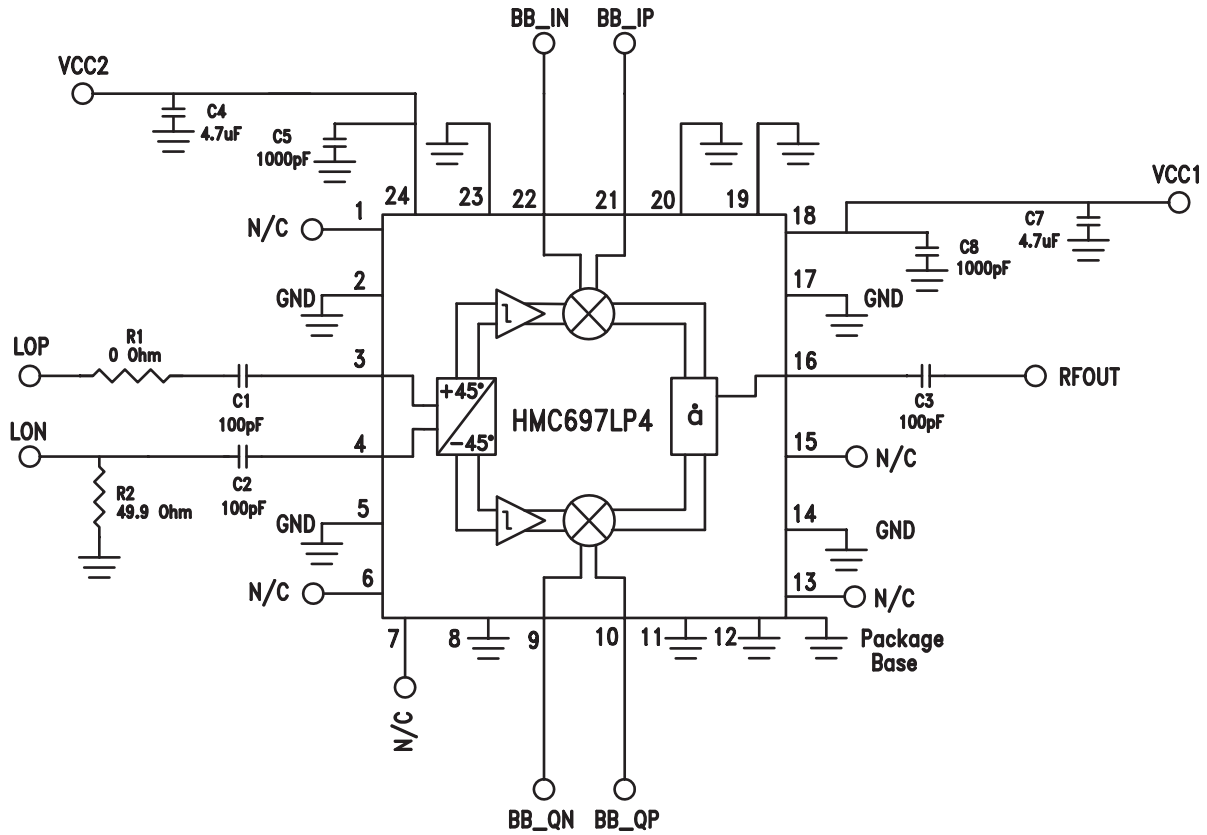 BB_IN
BB_IP
VCC2
C4
4.7uF
C5
1000pF
VCC1
C7
4.7uF
C8
1000pF
24
23
22
21
20
19
1
N/C
2
GND
LOP
R1
0 Ohm
C1
100pF
3
LON
R2
49.9 Ohm
C2
100pF
4
5
GND
6
N/C
+45°
-45°
HMC697LP4
å
18
17
GND
16
C3
100pF
RFOUT
15
N/C
14
GND
13
N/C
7
8
9
10
11
12
Package
Base
N/C
BB_QN
BB_QP